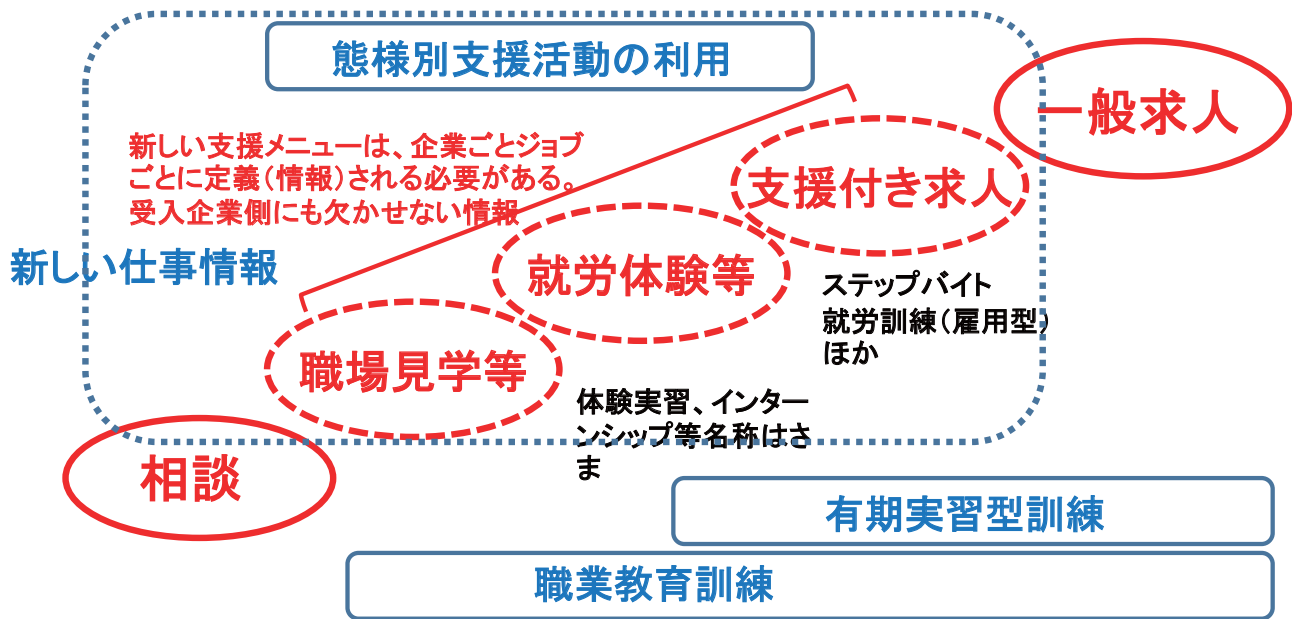 態様別支援活動の利用
一般求人
新しい支援メニューは、企業ごとジョブ
ごとに定義（情報）される必要がある。
受入企業側にも欠かせない情報
支援付き求人
新しい仕事情報
就労体験等
ステップバイト
就労訓練（雇用型）
ほか
職場見学等
体験実習、インター
ンシップ等名称はさ
ま
相談
有期実習型訓練
職業教育訓練